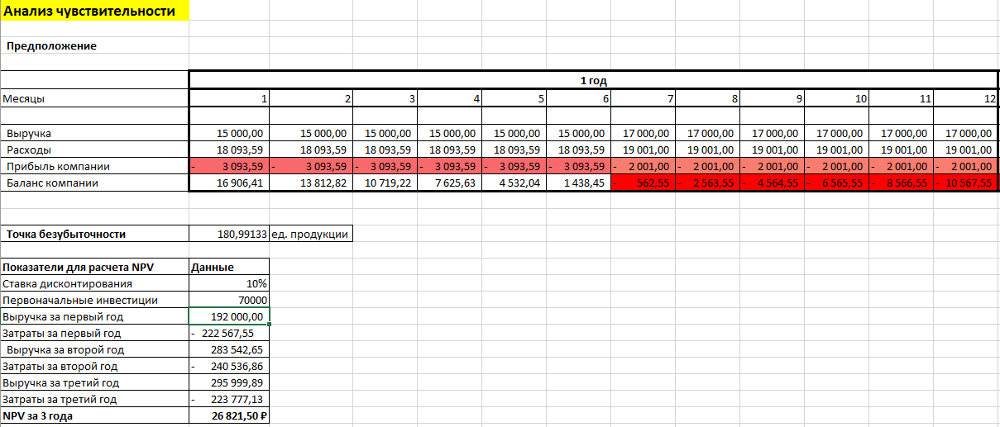 Анализ чувствительности
Предположение
1 год
Месяцы 1 2 3 4 5 6 7 8 9 10 11 12
Выручка 15 000,00 15 000,00 15 000,00 15 000,00 15 000,00 15 000,00 17 000,00 17 000,00 17 000,00 17 000,00 17 000,00 17 000,00
Расходы 18 093,59 18 093,59 18 093,59 18 093,59 18 093,59 18 093,59 19 001,00 19 001,00 19 001,00 19 001,00 19 001,00 19 001,00
Прибыль компании - 3 093,59 - 3 093,59 - 3 093,59 - 3 093,59 - 3 093,59 - 3 093,59 - 2 001,00 - 2 001,00 - 2 001,00 - 2 001,00 - 2 001,00 - 2 001,00
Баланс компании 16 906,41 13 812,82 10 719,22 7 625,63 4 532,04 1 438,45 - 562,55 - 2 563,55 - 4 564,55 - 6 565,55 - 8 566,55 - 10 567,55
Точка безубыточности 180,99133 ед. продукции
Показатели для расчета NPV Данные
Ставка дисконтирования 10%
Первоначальные инвестиции 70000
Выручка за первый год 192 000,00
Затраты за первый год - 222 567,55
Выручка за второй год 283 542,65
Затраты за второй год - 240 536,86
Выручка за третий год 295 999,89
Затраты за третий год - 223 777,13
NPV за 3 года 26 821,50 ₽